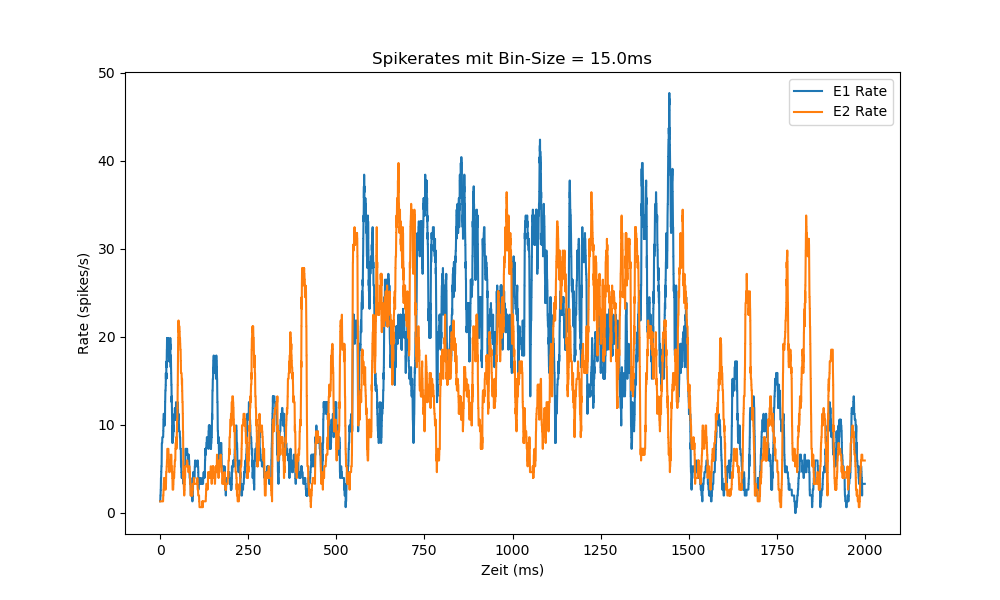 Spikerates mit Bin-Size = 15.0ms
E1 Rate
E2 Rate
Rate (spikes/s)
50
40
30
20
10
0
0 250 500 750 1000 1250 1500 1750 2000
Zeit (ms)